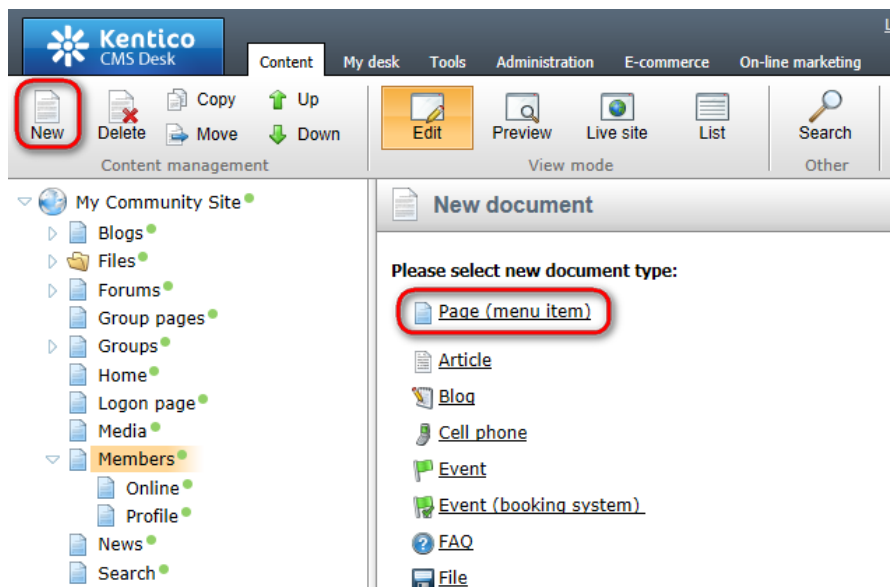 Kentico
CMS Desk
Content My desk Tools Administration E-commerce On-line marketing
New Delete Copy Move Up Down Edit Preview Live site List Search
Content management View mode Other
My Community Site
Blogs
Files
Forums
Group pages
Groups
Home
Logon page
Media
Members
Online
Profile
News
Search
New document
Please select new document type:
Page (menu item)
Article
Blog
Cell phone
Event
Event (booking system)
FAQ
File